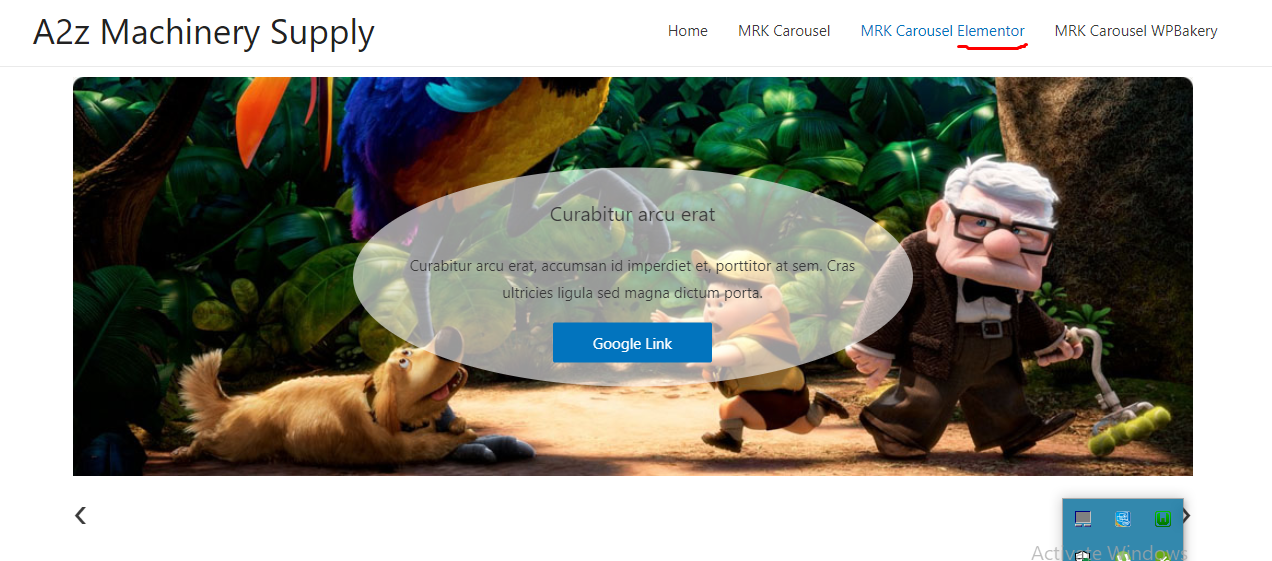 A2z Machinery Supply
Home MRK Carousel MRK Carousel Elementor MRK Carousel WPBakery
Curabitur arcu erat
Curabitur arcu erat, accumsan id imperdiet et, porttitor at sem. Cras
ultricies ligula sed magna dictum porta.
Google Link
Activate Windows